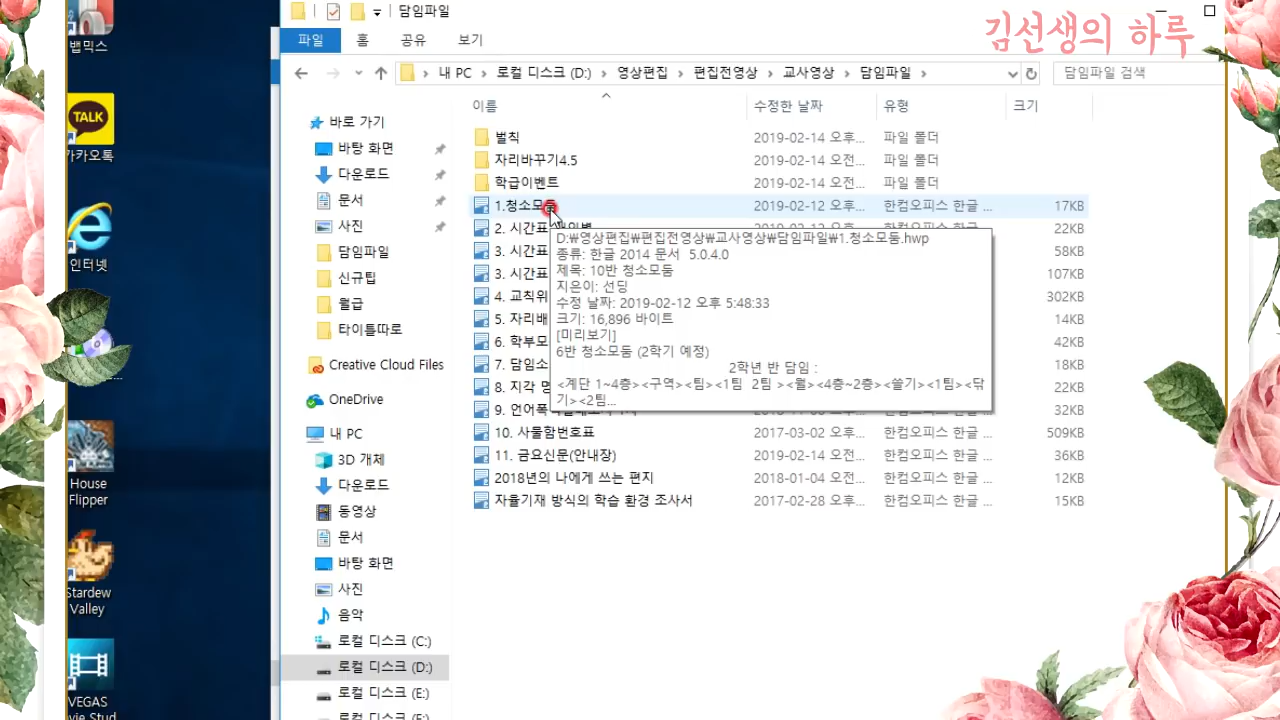 담임파일
김선생의 하루
파일 홈 공유 보기
내 PC > 로컬 디스크 (D:) > 영상편집 > 편집전영상 > 교사영상 > 담임파일 >
담임파일 검색
뱁믹스
TALK
카카오톡
인터넷
House
Flipper
Stardew
Valley
VEGAS
바로 가기
바탕 화면
다운로드
문서
사진
담임파일
신규팁
월급
타이틀따로
Creative Cloud Files
OneDrive
내 PC
3D 개체
다운로드
동영상
문서
바탕 화면
사진
음악
로컬 디스크 (C:)
로컬 디스크 (D:)
로컬 디스크 (E:)
이름 수정한 날짜 유형 크기
벌칙 2019-02-14 오후... 파일 폴더
자리바꾸기4.5 2019-02-14 오전... 파일 폴더
학급이벤트 2019-02-14 오전... 파일 폴더
1.청소모둠 2019-02-12 오후... 한컴오피스 한글 ... 17KB
2. 시간표 22KB
3. 시간표 58KB
3. 시간표 107KB
4. 교칙위 302KB
5. 자리배 14KB
6. 학부모 42KB
7. 담임소 18KB
8. 지각 명 22KB
9. 언어폭 32KB
10. 사물함번호표 2017-03-02 오후... 한컴오피스 한글 ... 509KB
11. 금요신문(안내장) 2019-02-14 오후... 한컴오피스 한글 ... 36KB
2018년의 나에게 쓰는 편지 2018-01-04 오전... 한컴오피스 한글 ... 12KB
자율기재 방식의 학습 환경 조사서 2017-02-28 오후... 한컴오피스 한글 ... 15KB
D:₩영상편집₩편집전영상₩교사영상₩담임파일₩1.청소모둠.hwp
종류: 한글 2014 문서 5.0.4.0
제목: 10반 청소모둠
지은이: 선딩
수정 날짜: 2019-02-12 오후 5:48:33
크기: 16,896 바이트
[미리보기]
6반 청소모둠 (2학기 예정)
2학년 반 담임 :
<계단 1~4층><구역><팀><1팀 2팀 ><월><4층~2층><쓸기><1팀><닦
기><2팀...